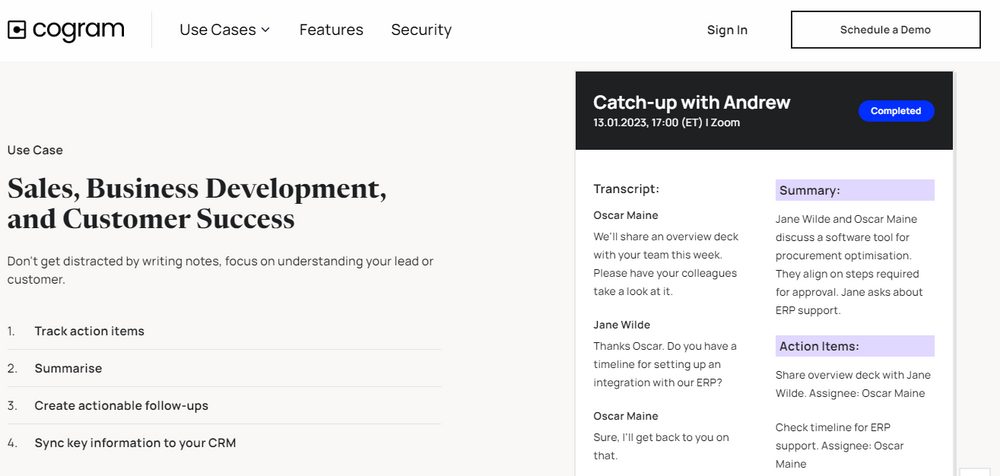 cogram
Use Cases
Features
Security
Sign In
Schedule a Demo
Use Case
Sales, Business Development,
and Customer Success
Don't get distracted by writing notes, focus on understanding your lead or
customer.
1. Track action items
2. Summarise
3. Create actionable follow-ups
4. Sync key information to your CRM
Catch-up with Andrew
13.01.2023, 17:00 (ET) | Zoom
Completed
Transcript:
Oscar Maine
We'll share an overview deck
with your team this week.
Please have your colleagues
take a look at it.
Jane Wilde
Thanks Oscar. Do you have a
timeline for setting up an
integration with our ERP?
Oscar Maine
Sure, I'll get back to you on
that.
Summary:
Jane Wilde and Oscar Maine
discuss a software tool for
procurement optimisation.
They align on steps required
for approval. Jane asks about
ERP support.
Action Items:
Share overview deck with Jane
Wilde. Assignee: Oscar Maine
Check timeline for ERP
support. Assignee: Oscar
Maine